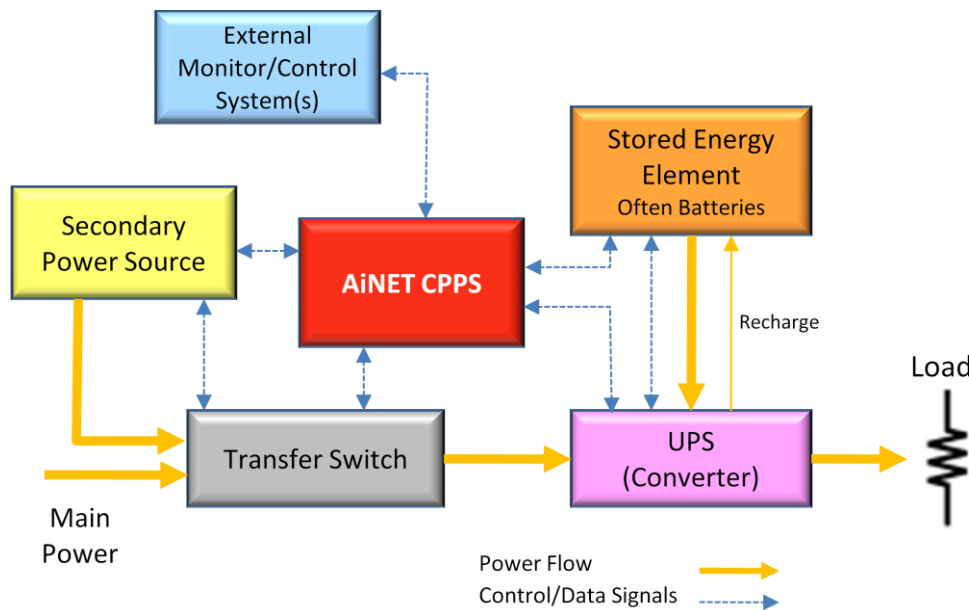 External
Monitor/Control
System(s)
Stored Energy
Element
Often Batteries
Secondary
Power Source
AiNET CPPS
Recharge
Load
Transfer Switch
UPS
(Converter)
Main
Power
Power Flow
Control/Data Signals